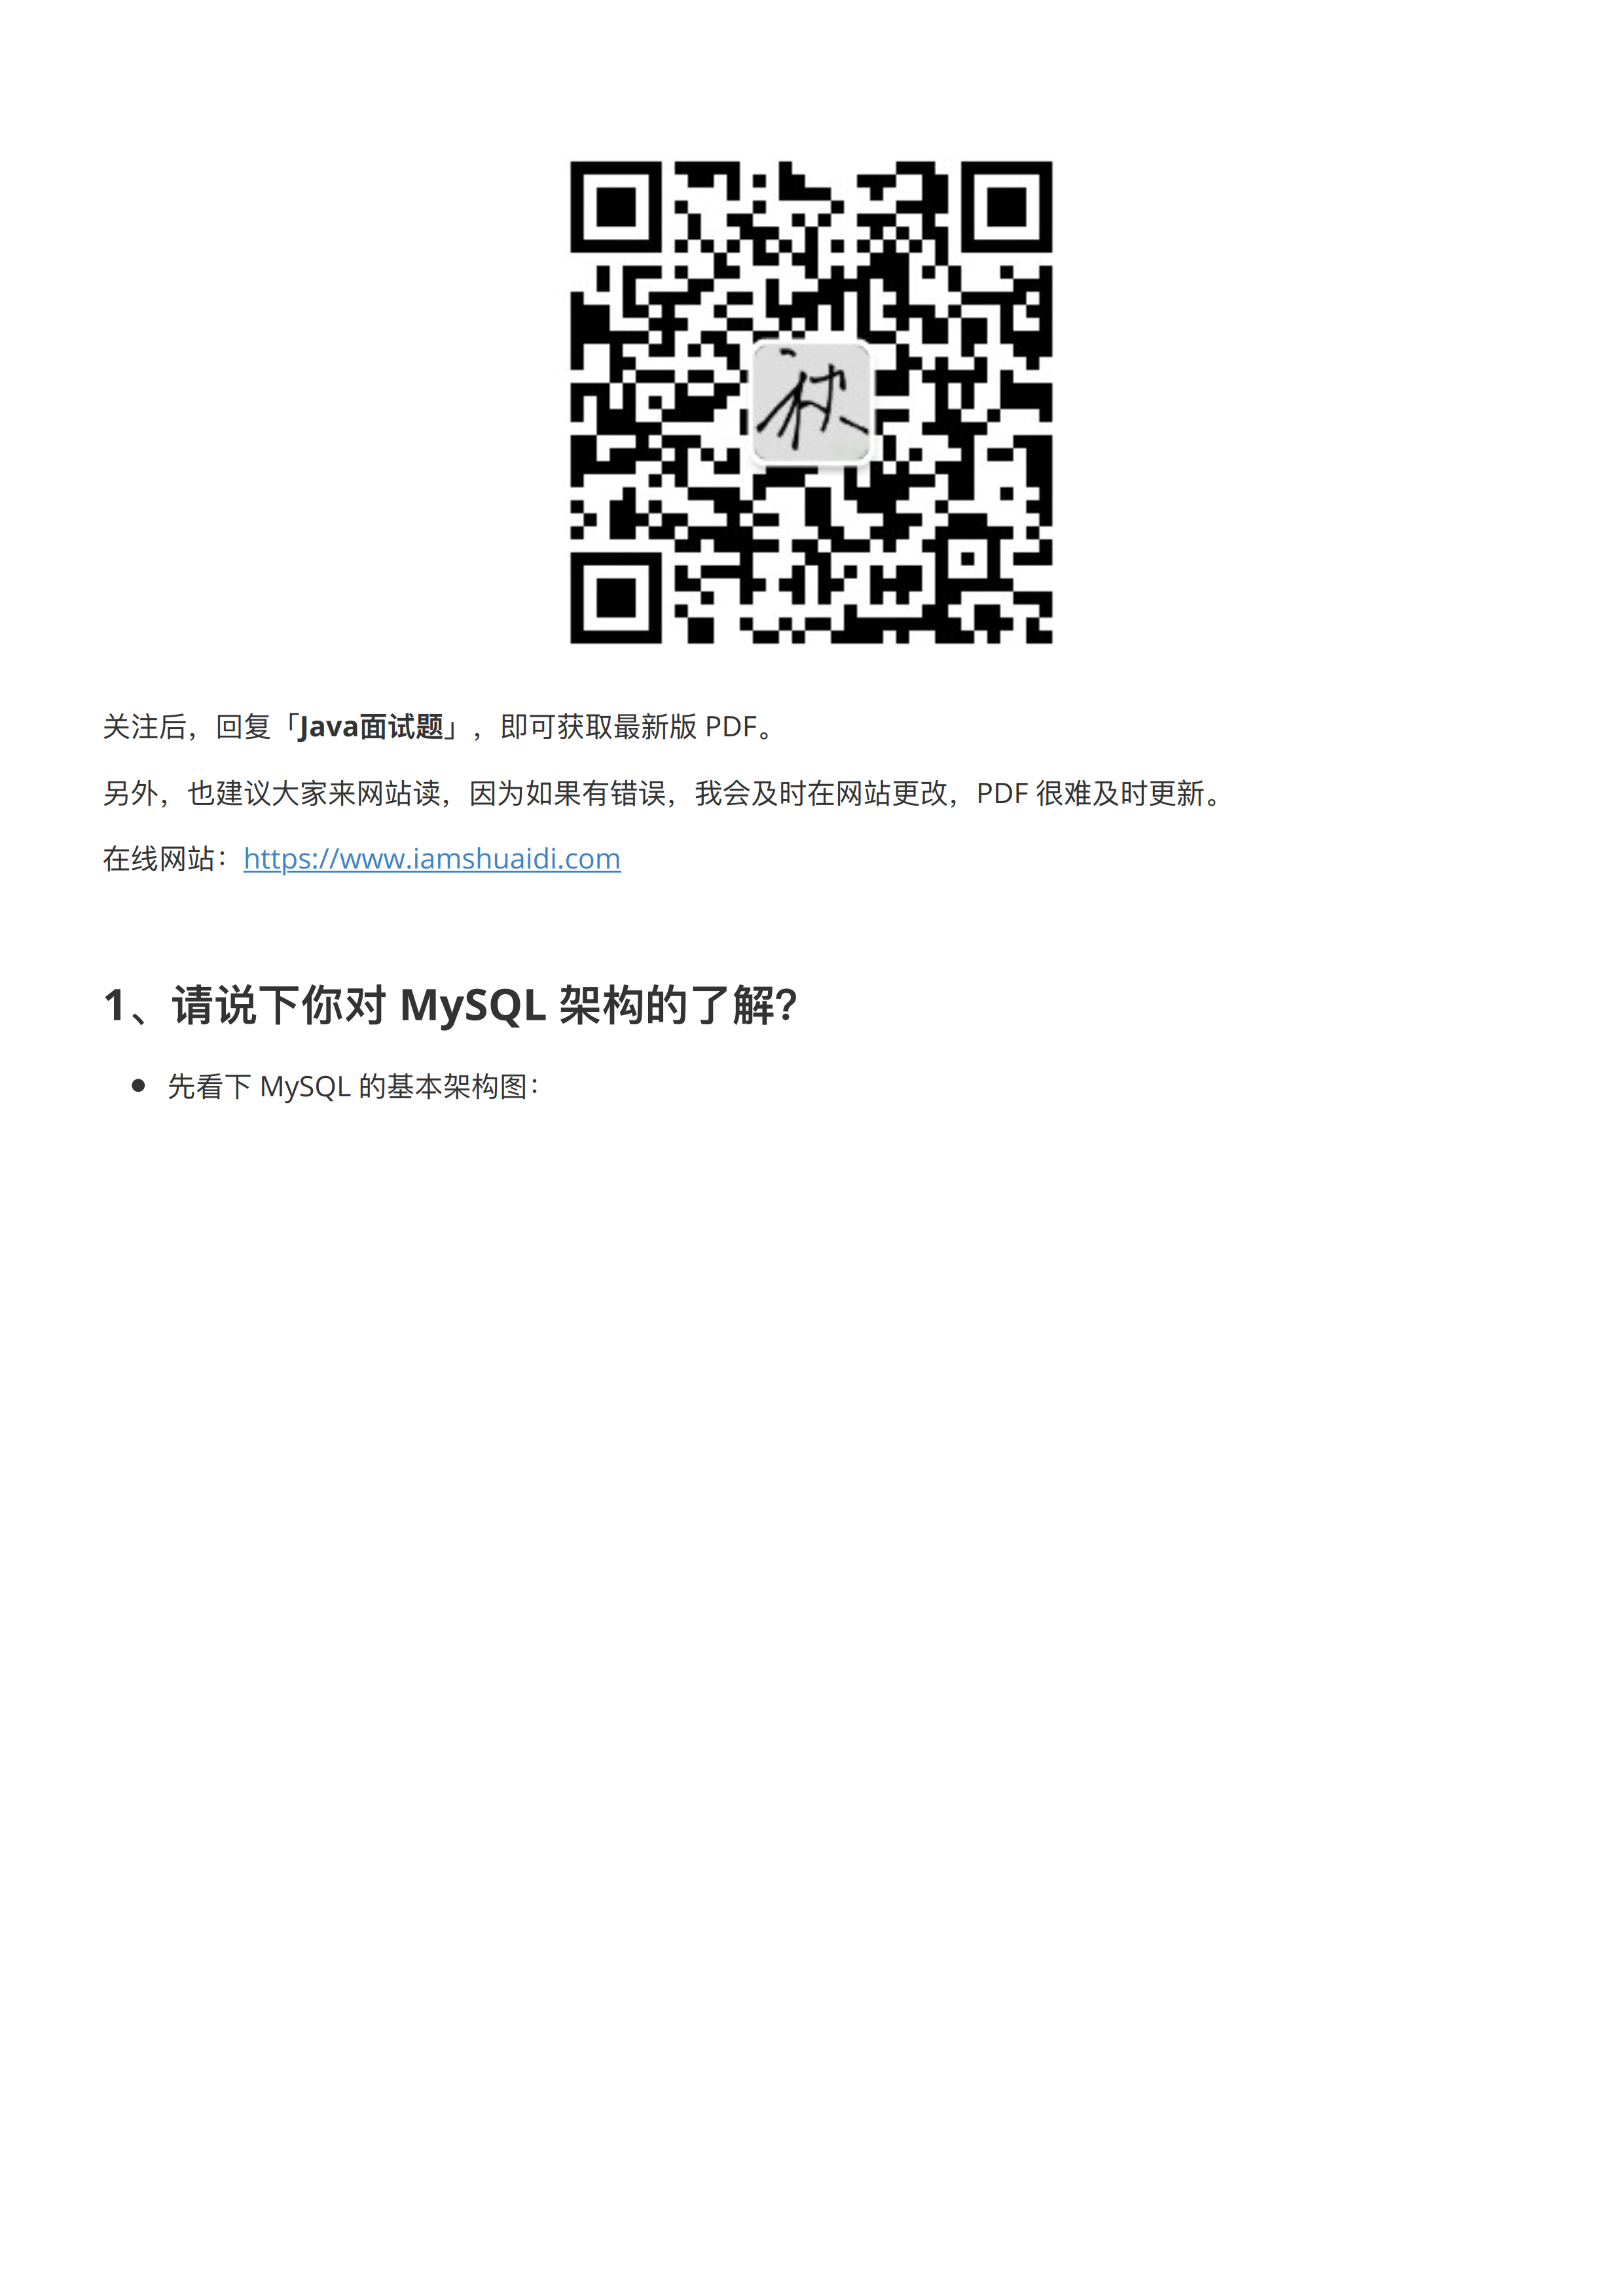 关注后，回复「Java面试题」，即可获取最新版 PDF。
另外，也建议大家来网站读，因为如果有错误，我会及时在网站更改，PDF 很难及时更新。
在线网站：https://www.iamshuaidi.com
1、请说下你对 MySQL 架构的了解？
先看下 MySQL 的基本架构图：